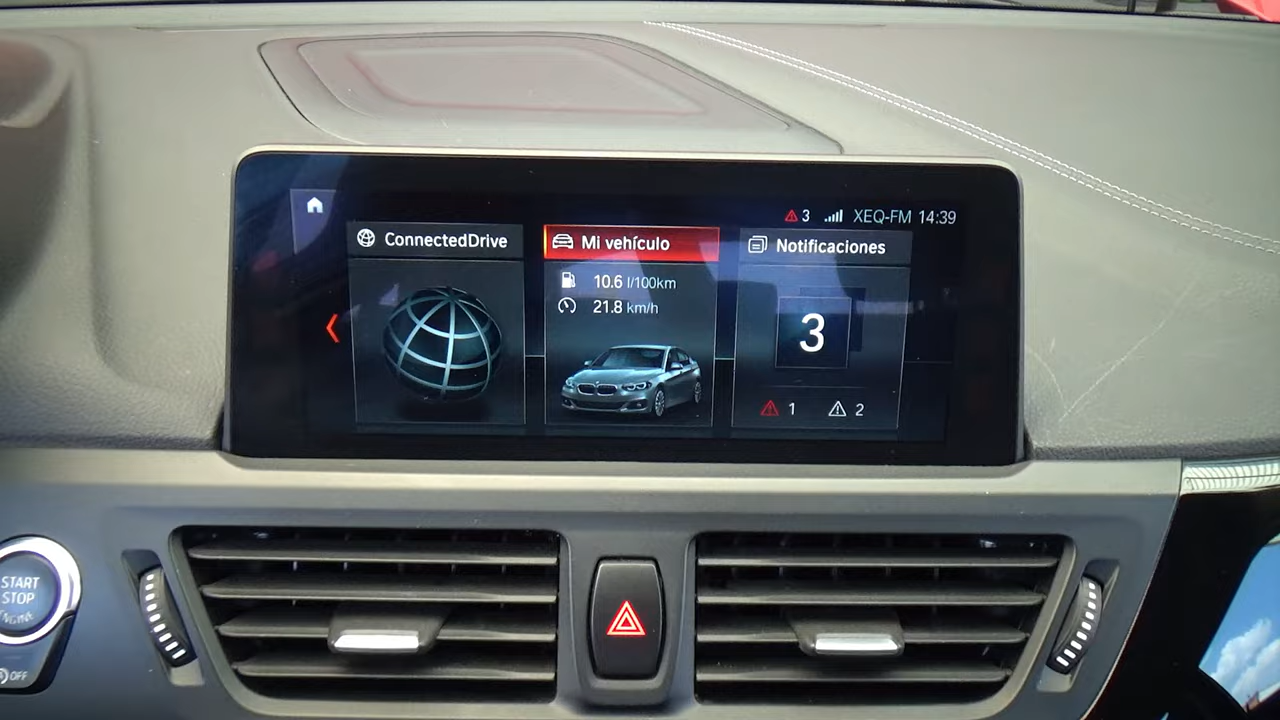 3 XEQ-FM 14:39
ConnectedDrive
Mi vehículo
10.6 l/100km
21.8 km/h
Notificaciones
3
1 2
START
STOP
ENGINE
OFF